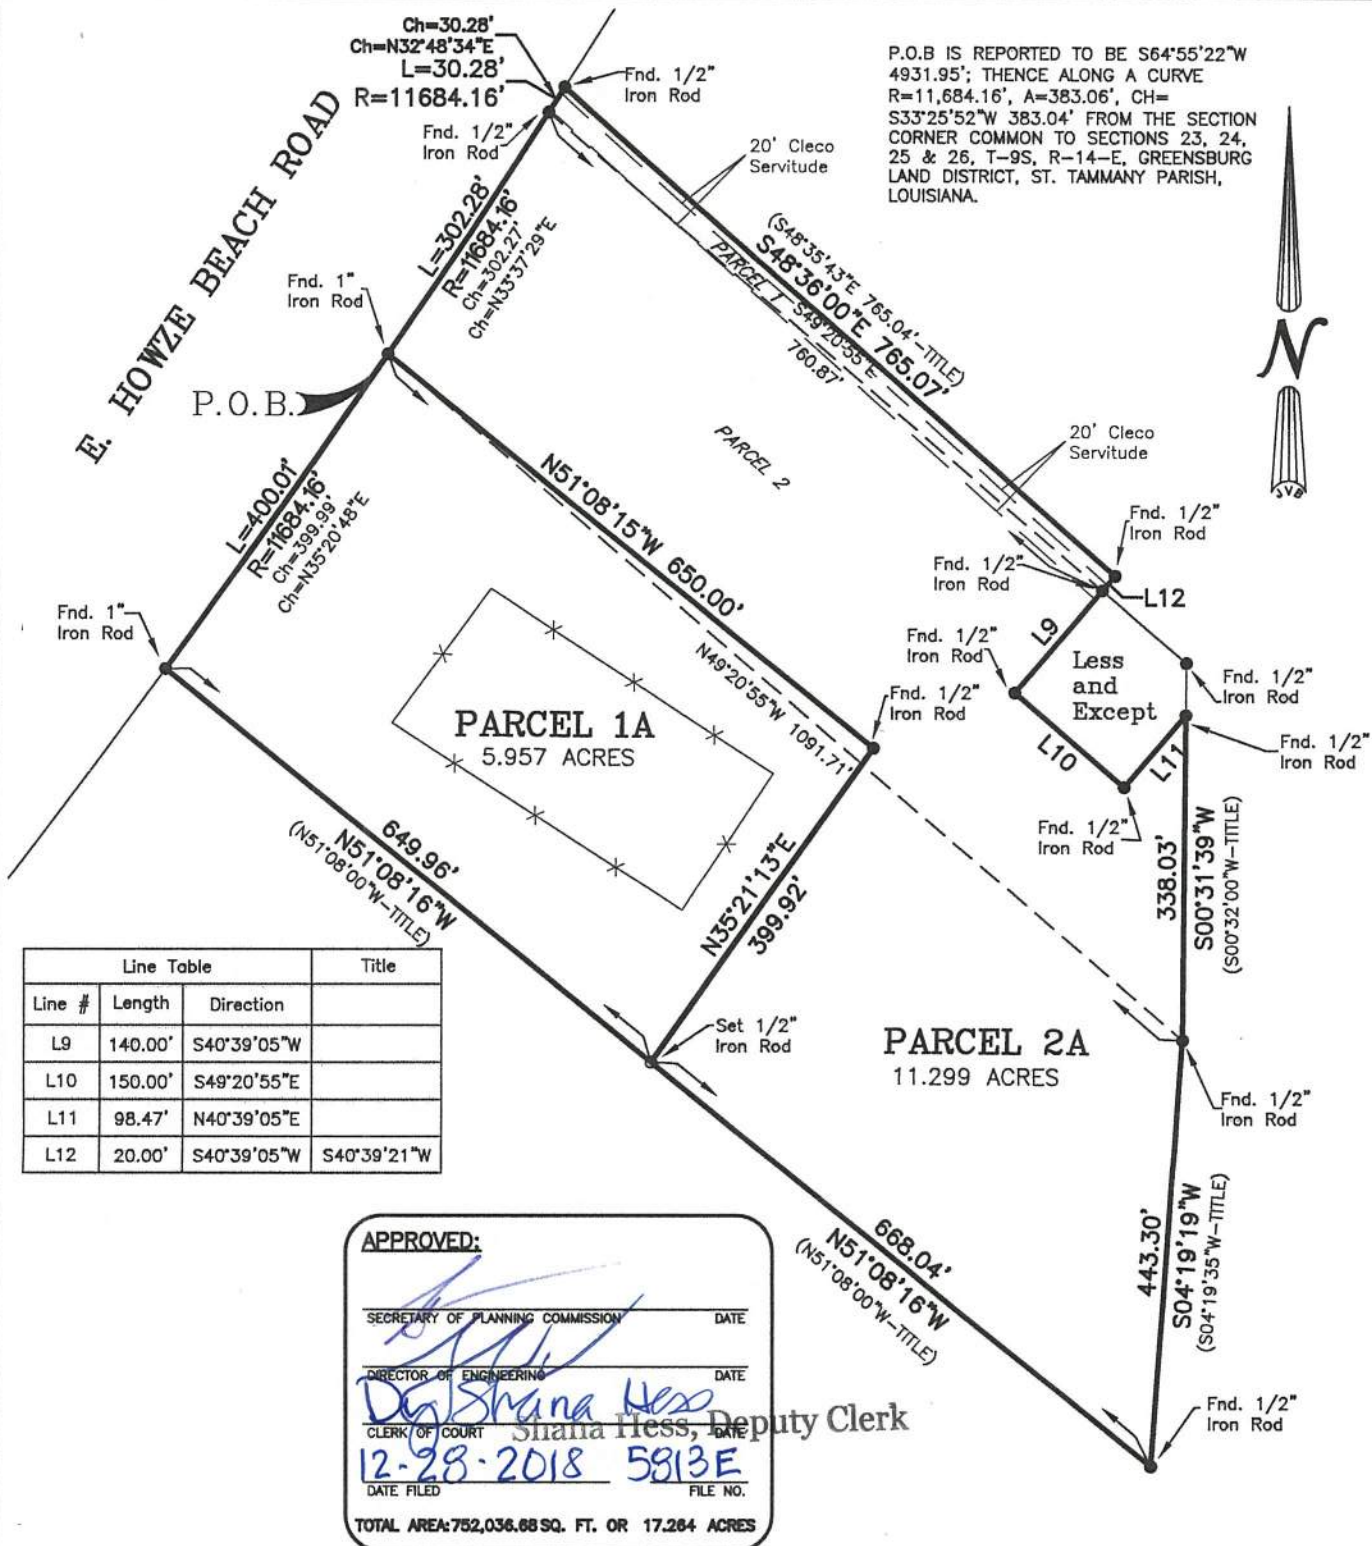 Ch=30.28'
Ch=N32°48'34"E
L=30.28'
R=11684.16'
Fnd. 1/2"
Iron Rod
Fnd. 1/2"
Iron Rod
P.O.B IS REPORTED TO BE S64°55'22"W
4931.95'; THENCE ALONG A CURVE
R=11,684.16', A=383.06', CH=
S33°25'52"W 383.04' FROM THE SECTION
CORNER COMMON TO SECTIONS 23, 24,
25 & 26, T-9S, R-14-E, GREENSBURG
LAND DISTRICT, ST. TAMMANY PARISH,
LOUISIANA.
20' Cleco
Servitude
E. HOWZE BEACH ROAD
L=302.28'
R=11684.16'
Ch=302.27'
Ch=N33°37'29"E
(S48°35'43"E 765.04'-TITLE)
S48°36'00"E 765.07'
PARCEL 1
S49°20'55"E
760.87'
N
JVB
Fnd. 1"
Iron Rod
P.O.B.
PARCEL 2
20' Cleco
Servitude
L=400.01'
R=11684.16'
Ch=399.99'
Ch=N35°20'48"E
N51°08'15"W 650.00'
N49°20'55"W 1091.71'
Fnd. 1/2"
Iron Rod
Fnd. 1/2"
Iron Rod
L12
L9
Fnd. 1"
Iron Rod
Fnd. 1/2"
Iron Rod
Less
and
Except
Fnd. 1/2"
Iron Rod
Fnd. 1/2"
Iron Rod
PARCEL 1A
5.957 ACRES
L10
L11
Fnd. 1/2"
Iron Rod
Fnd. 1/2"
Iron Rod
649.96'
N51°08'16"W
(N51°08'00"W-TITLE)
N35°21'13"E
399.92'
338.03'
S00°31'39"W
(S00°32'00"W-TITLE)
Line Table Title
Line # Length Direction
L9 140.00' S40°39'05"W
L10 150.00' S49°20'55"E
L11 98.47' N40°39'05"E
L12 20.00' S40°39'05"W S40°39'21"W
Set 1/2"
Iron Rod
PARCEL 2A
11.299 ACRES
Fnd. 1/2"
Iron Rod
668.04'
N51°08'16"W
(N51°08'00"W-TITLE)
443.30'
S04°19'19"W
(S04°19'35"W-TITLE)
Fnd. 1/2"
Iron Rod
APPROVED:
SECRETARY OF PLANNING COMMISSION DATE
DIRECTOR OF ENGINEERING DATE
Dy Shana Hess
Shana Hess, Deputy Clerk
CLERK OF COURT DATE
12-28-2018 5813E
DATE FILED FILE NO.
TOTAL AREA:752,036.68 SQ. FT. OR 17.264 ACRES